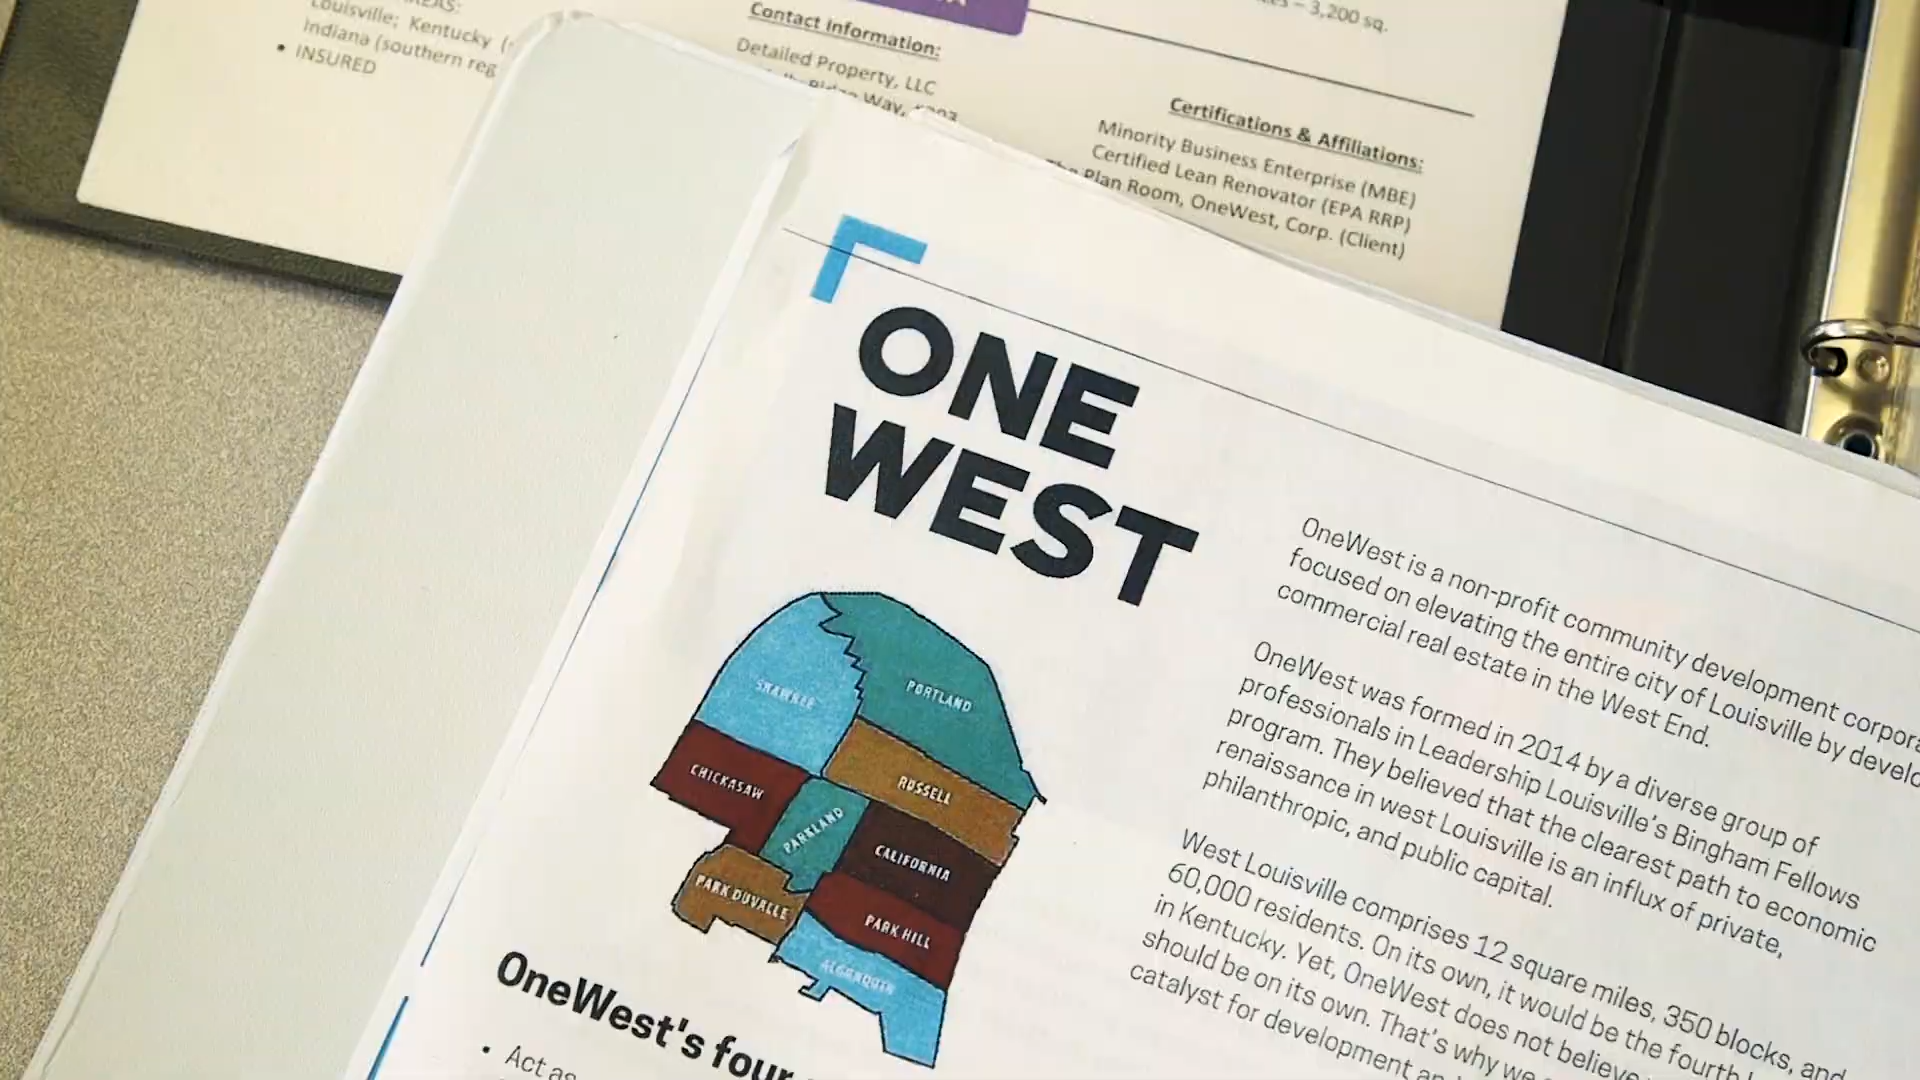 Louisville; Kentucky
Indiana (southern reg
• INSURED
Contact Information:
Detailed Property, LLC
Way,
3,200 sq.
Certifications & Affiliations:
Minority Business Enterprise (MBE)
Certified Lean Renovator (EPA RRP)
Plan Room, OneWest, Corp. (Client)
ONE
WEST
SHAWNEE
PORTLAND
CHICKASAW
RUSSELL
PARKLAND
CALIFORNIA
PARK DUVALLE
PARK HILL
ALGONQUIN
OneWest's four
• Act as
OneWest is a non-profit community development corpora
focused on elevating the entire city of Louisville by develo
commercial real estate in the West End.
OneWest was formed in 2014 by a diverse group of
professionals in Leadership Louisville's Bingham Fellows
program. They believed that the clearest path to economic
renaissance in west Louisville is an influx of private,
philanthropic, and public capital.
West Louisville comprises 12 square miles, 350 blocks, and
60,000 residents. On its own, it would be the fourth
in Kentucky. Yet, OneWest does not believe
should be on its own. That's why we
catalyst for development